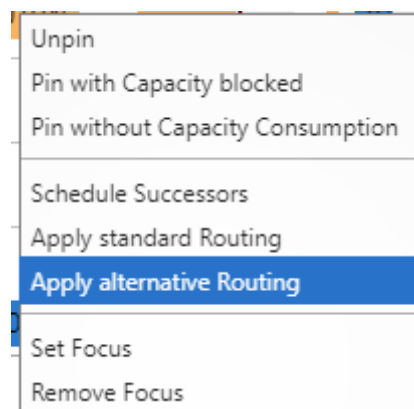 Unpin
Pin with Capacity blocked
Pin without Capacity Consumption
Schedule Successors
Apply standard Routing
Apply alternative Routing
Set Focus
Remove Focus